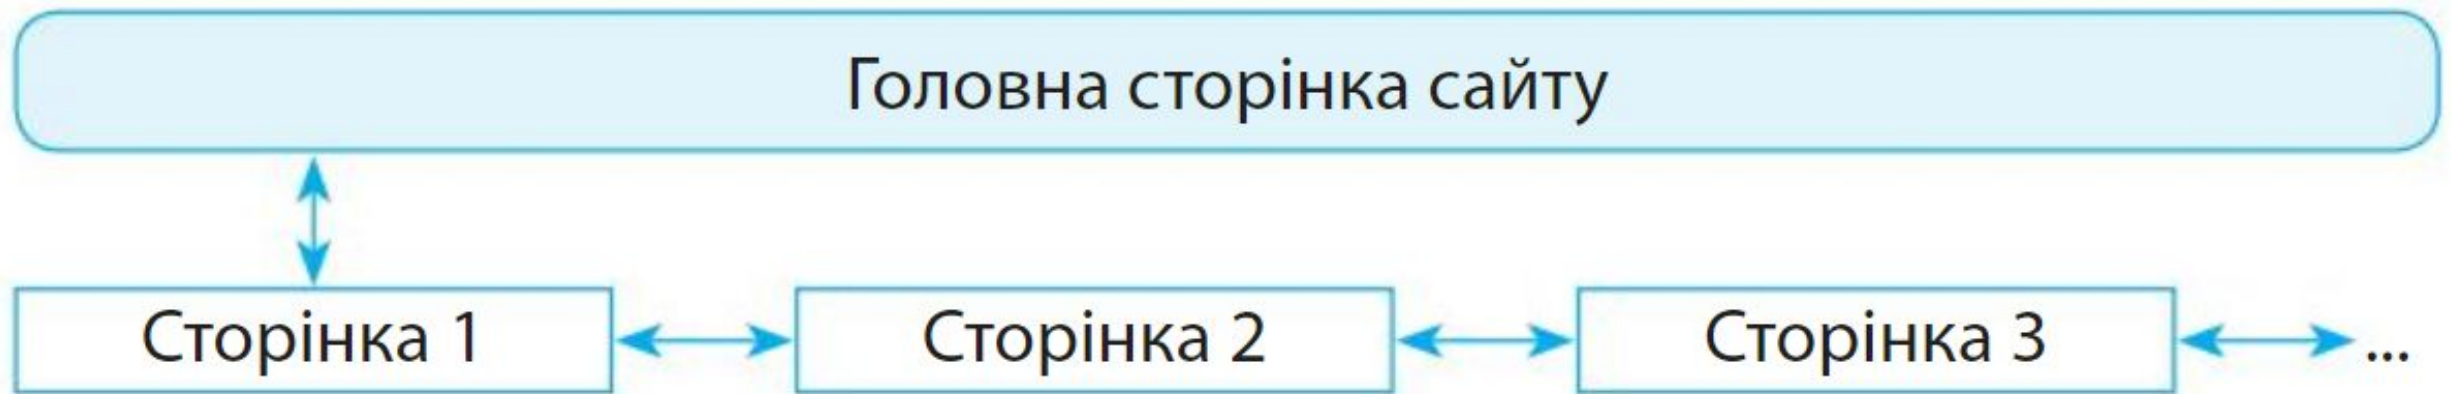 Головна сторінка сайту
Сторінка 1
Сторінка 2
Сторінка 3
...